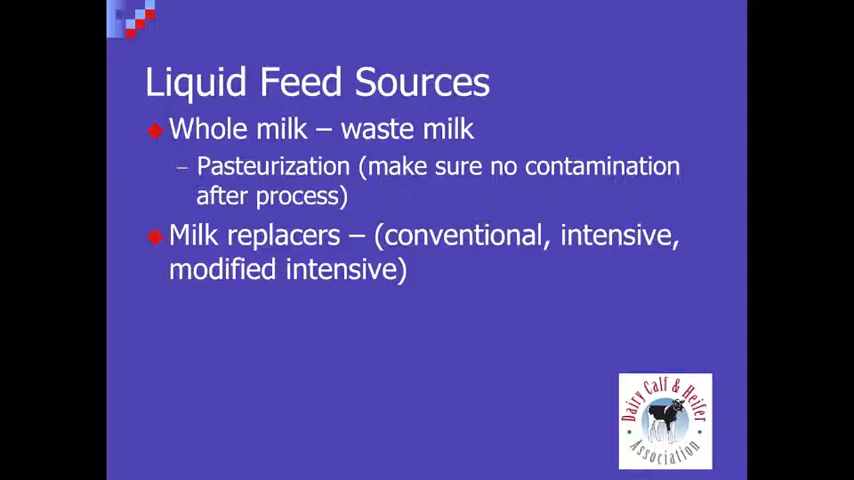 Liquid Feed Sources
Whole milk – waste milk
– Pasteurization (make sure no contamination
after process)
Milk replacers – (conventional, intensive,
modified intensive)
Dairy Calf & Heifer
• Association •